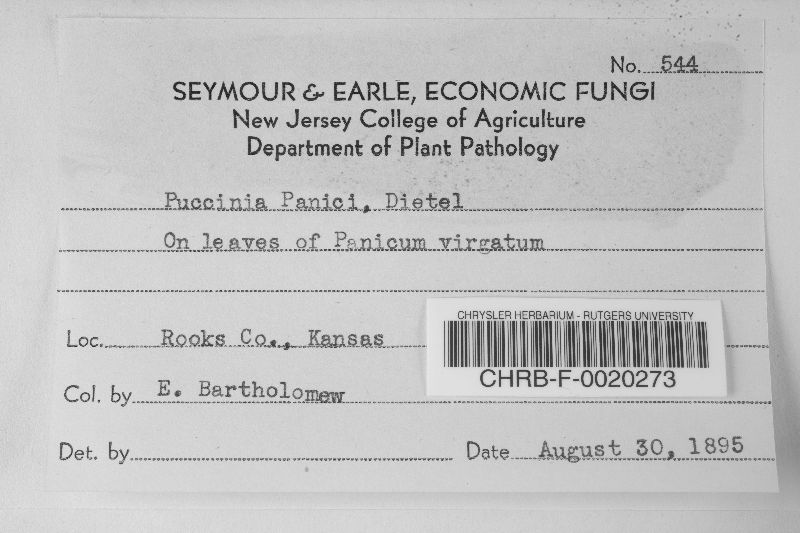 No. 544
SEYMOUR & EARLE, ECONOMIC FUNGI
New Jersey College of Agriculture
Department of Plant Pathology
Puccinia Panici, Dietel
On leaves of Panicum virgatum
Loc. Rooks Co., Kansas
CHRYSLER HERBARIUM - RUTGERS UNIVERSITY
CHRB-F-0020273
Col. by E. Bartholomew
Det. by
Date August 30, 1895